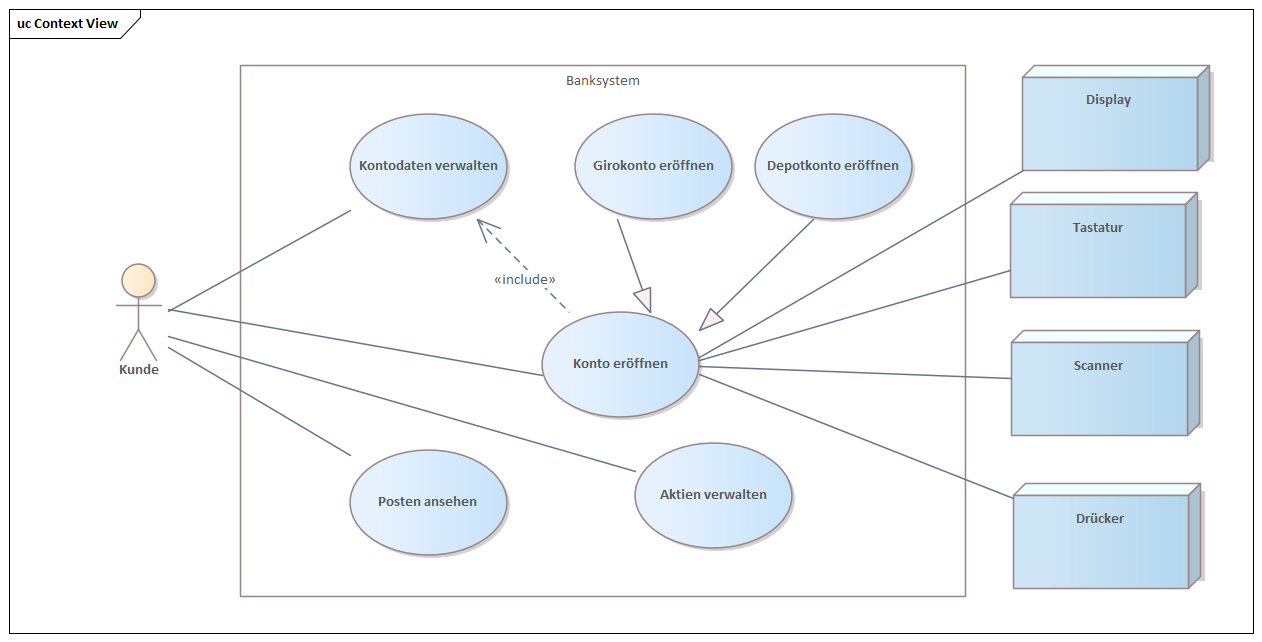 uc Context View
Banksystem
Kontodaten verwalten
Girokonto eröffnen
Depotkonto eröffnen
Display
Tastatur
«include»
Kunde
Konto eröffnen
Scanner
Posten ansehen
Aktien verwalten
Drücker